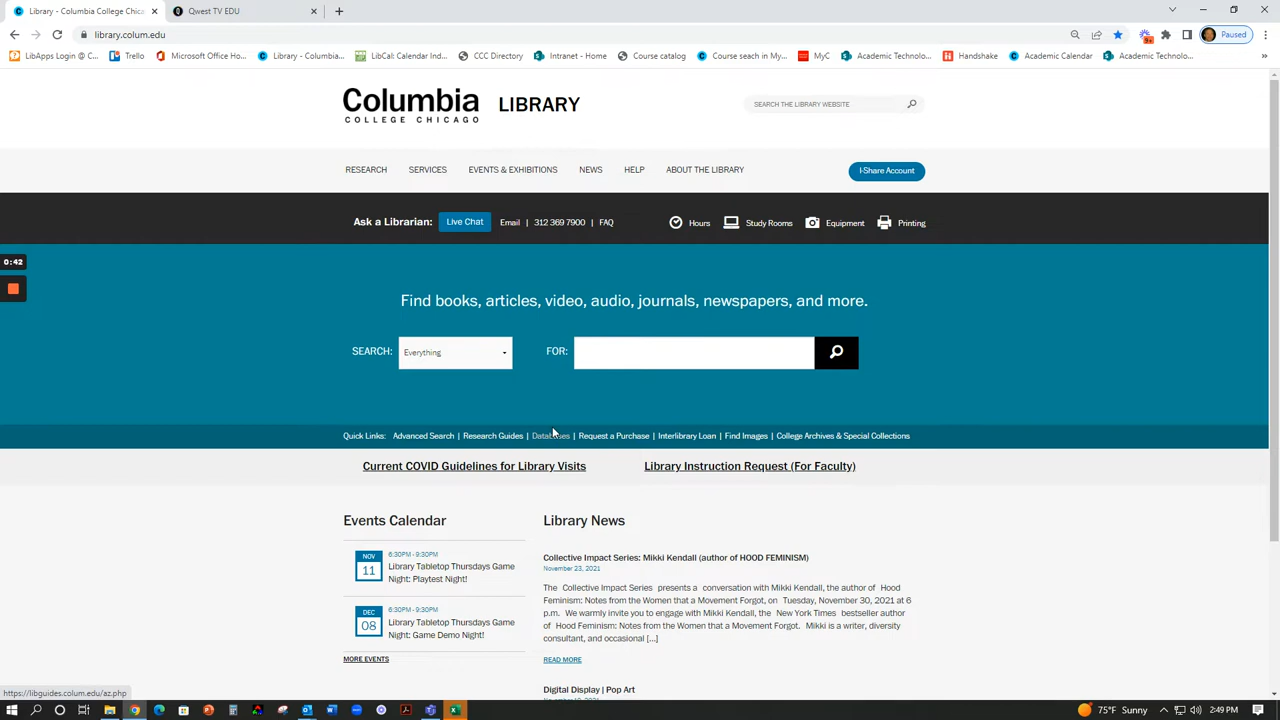 Library - Columbia College Chica
Qwest TV EDU
library.colum.edu
Paused
LibApps Login @ C...
Trello
Microsoft Office Ho...
Library - Columbia...
LibCal: Calendar Ind...
CCC Directory
Intranet - Home
Course catalog
Course seach in My...
MyC
Academic Technolo...
Handshake
Academic Calendar
Academic Technolo...
Columbia
COLLEGE CHICAGO
LIBRARY
SEARCH THE LIBRARY WEBSITE
RESEARCH SERVICES EVENTS & EXHIBITIONS NEWS HELP ABOUT THE LIBRARY
I-Share Account
Ask a Librarian: Live Chat Email | 312 369 7900 | FAQ Hours Study Rooms Equipment Printing
0:42
Find books, articles, video, audio, journals, newspapers, and more.
SEARCH: Everything FOR:
Quick Links: Advanced Search | Research Guides | Databases | Request a Purchase | Interlibrary Loan | Find Images | College Archives & Special Collections
Current COVID Guidelines for Library Visits
Library Instruction Request (For Faculty)
Events Calendar
NOV
11
6:30PM - 9:30PM
Library Tabletop Thursdays Game
Night: Playtest Night!
DEC
08
6:30PM - 9:30PM
Library Tabletop Thursdays Game
Night: Game Demo Night!
MORE EVENTS
Library News
Collective Impact Series: Mikki Kendall (author of HOOD FEMINISM)
November 23, 2021
The Collective Impact Series presents a conversation with Mikki Kendall, the author of Hood
Feminism: Notes from the Women that a Movement Forgot, on Tuesday, November 30, 2021 at 6
p.m. We warmly invite you to engage with Mikki Kendall, the New York Times bestseller author
of Hood Feminism: Notes from the Women that a Movement Forgot. Mikki is a writer, diversity
consultant, and occasional [...]
READ MORE
Digital Display | Pop Art
https://libguides.colum.edu/az.php
75°F Sunny
2:49 PM